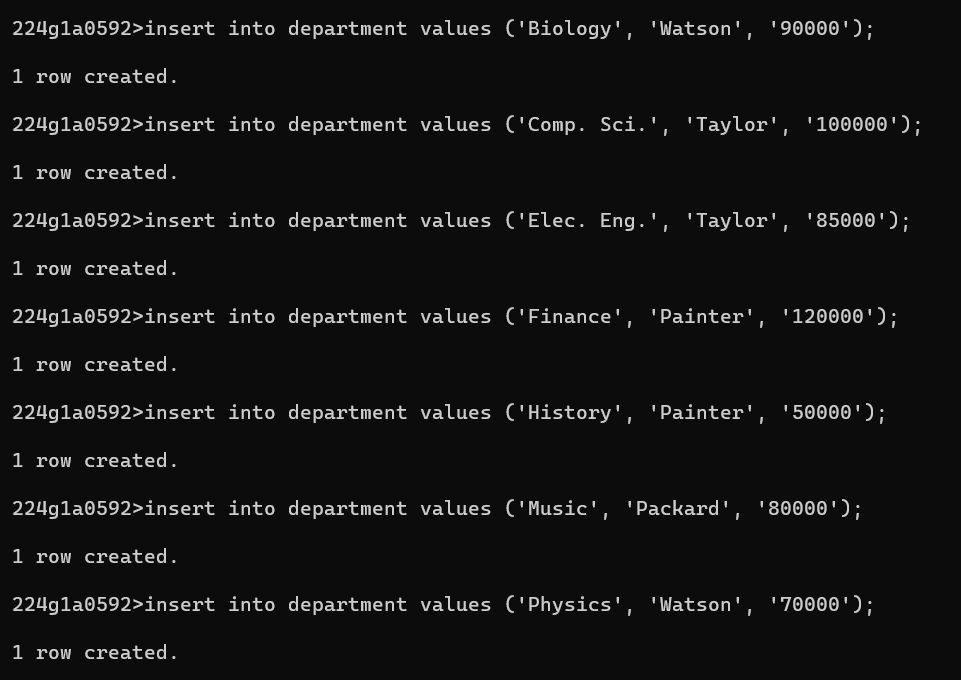 224g1a0592>insert into department values ('Biology', 'Watson', '90000');
1 row created.
224g1a0592>insert into department values ('Comp. Sci.', 'Taylor', '100000');
1 row created.
224g1a0592>insert into department values ('Elec. Eng.', 'Taylor', '85000');
1 row created.
224g1a0592>insert into department values ('Finance', 'Painter', '120000');
1 row created.
224g1a0592>insert into department values ('History', 'Painter', '50000');
1 row created.
224g1a0592>insert into department values ('Music', 'Packard', '80000');
1 row created.
224g1a0592>insert into department values ('Physics', 'Watson', '70000');
1 row created.